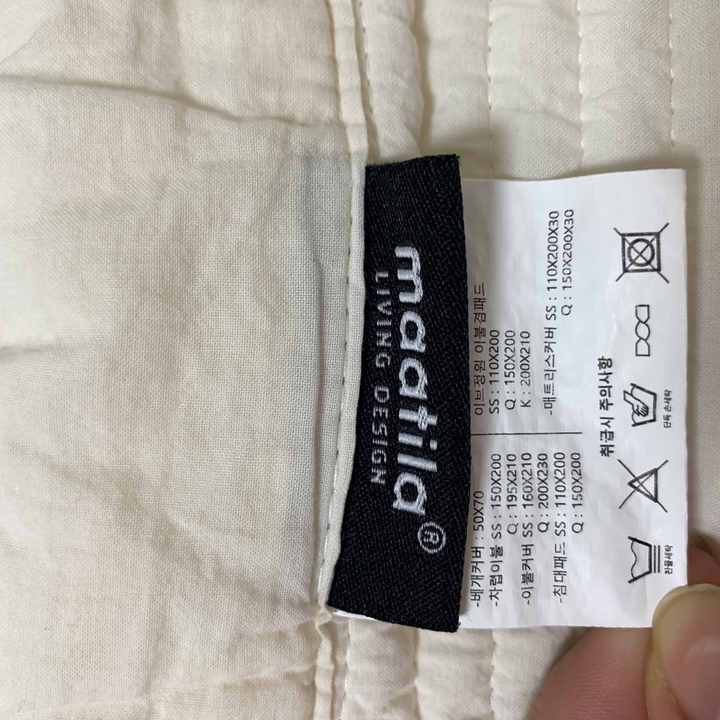 maatila®
LIVING DESIGN
-베개커버 : 50X70
-차렵이불 SS : 150X200
Q : 195X210
-이불커버 SS : 160X210
Q : 200X230
-침대패드 SS : 110X200
Q : 150X200
이브정원 이불겸패드
SS : 110X200
Q : 150X200
K : 200X210
-매트리스커버 SS : 110X200X30
Q : 150X200X30
취급시 주의사항
찬물세탁
단독 손세탁